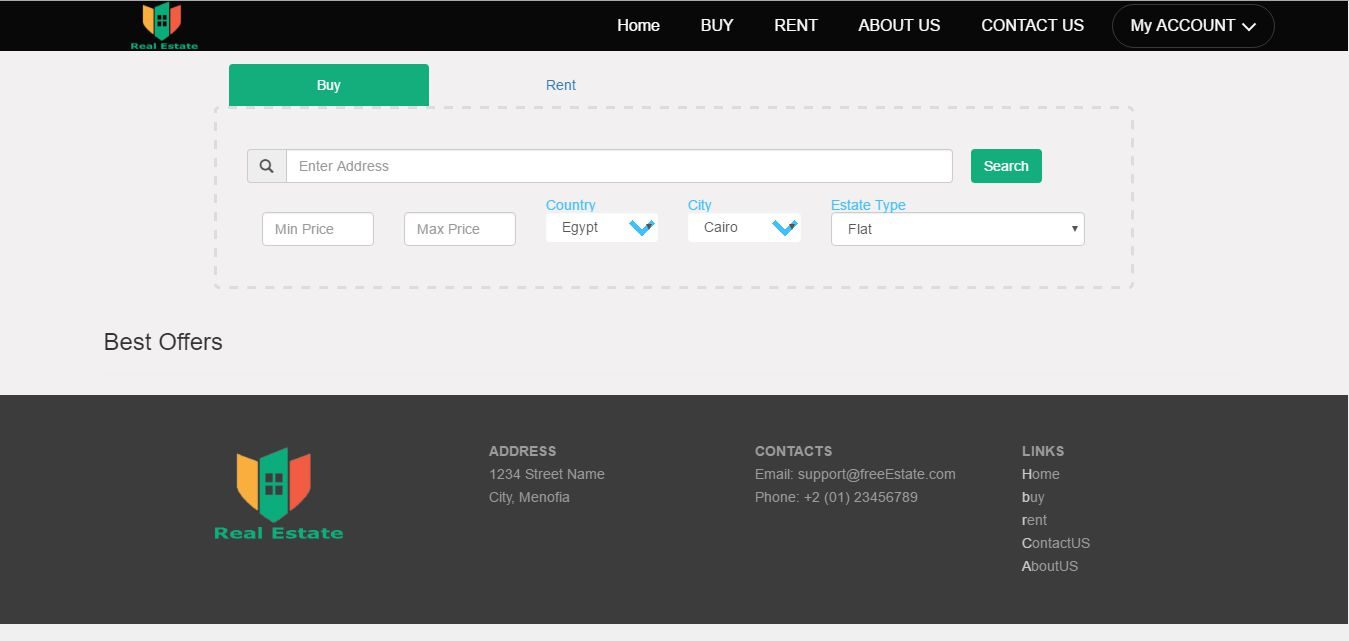 Real Estate
Home BUY RENT ABOUT US CONTACT US My ACCOUNT
Buy Rent
Enter Address Search
Country City Estate Type
Min Price Max Price Egypt Cairo Flat
Best Offers
Real Estate
ADDRESS
1234 Street Name
City, Menofia
CONTACTS
Email: support@freeEstate.com
Phone: +2 (01) 23456789
LINKS
Home
buy
rent
ContactUS
AboutUS